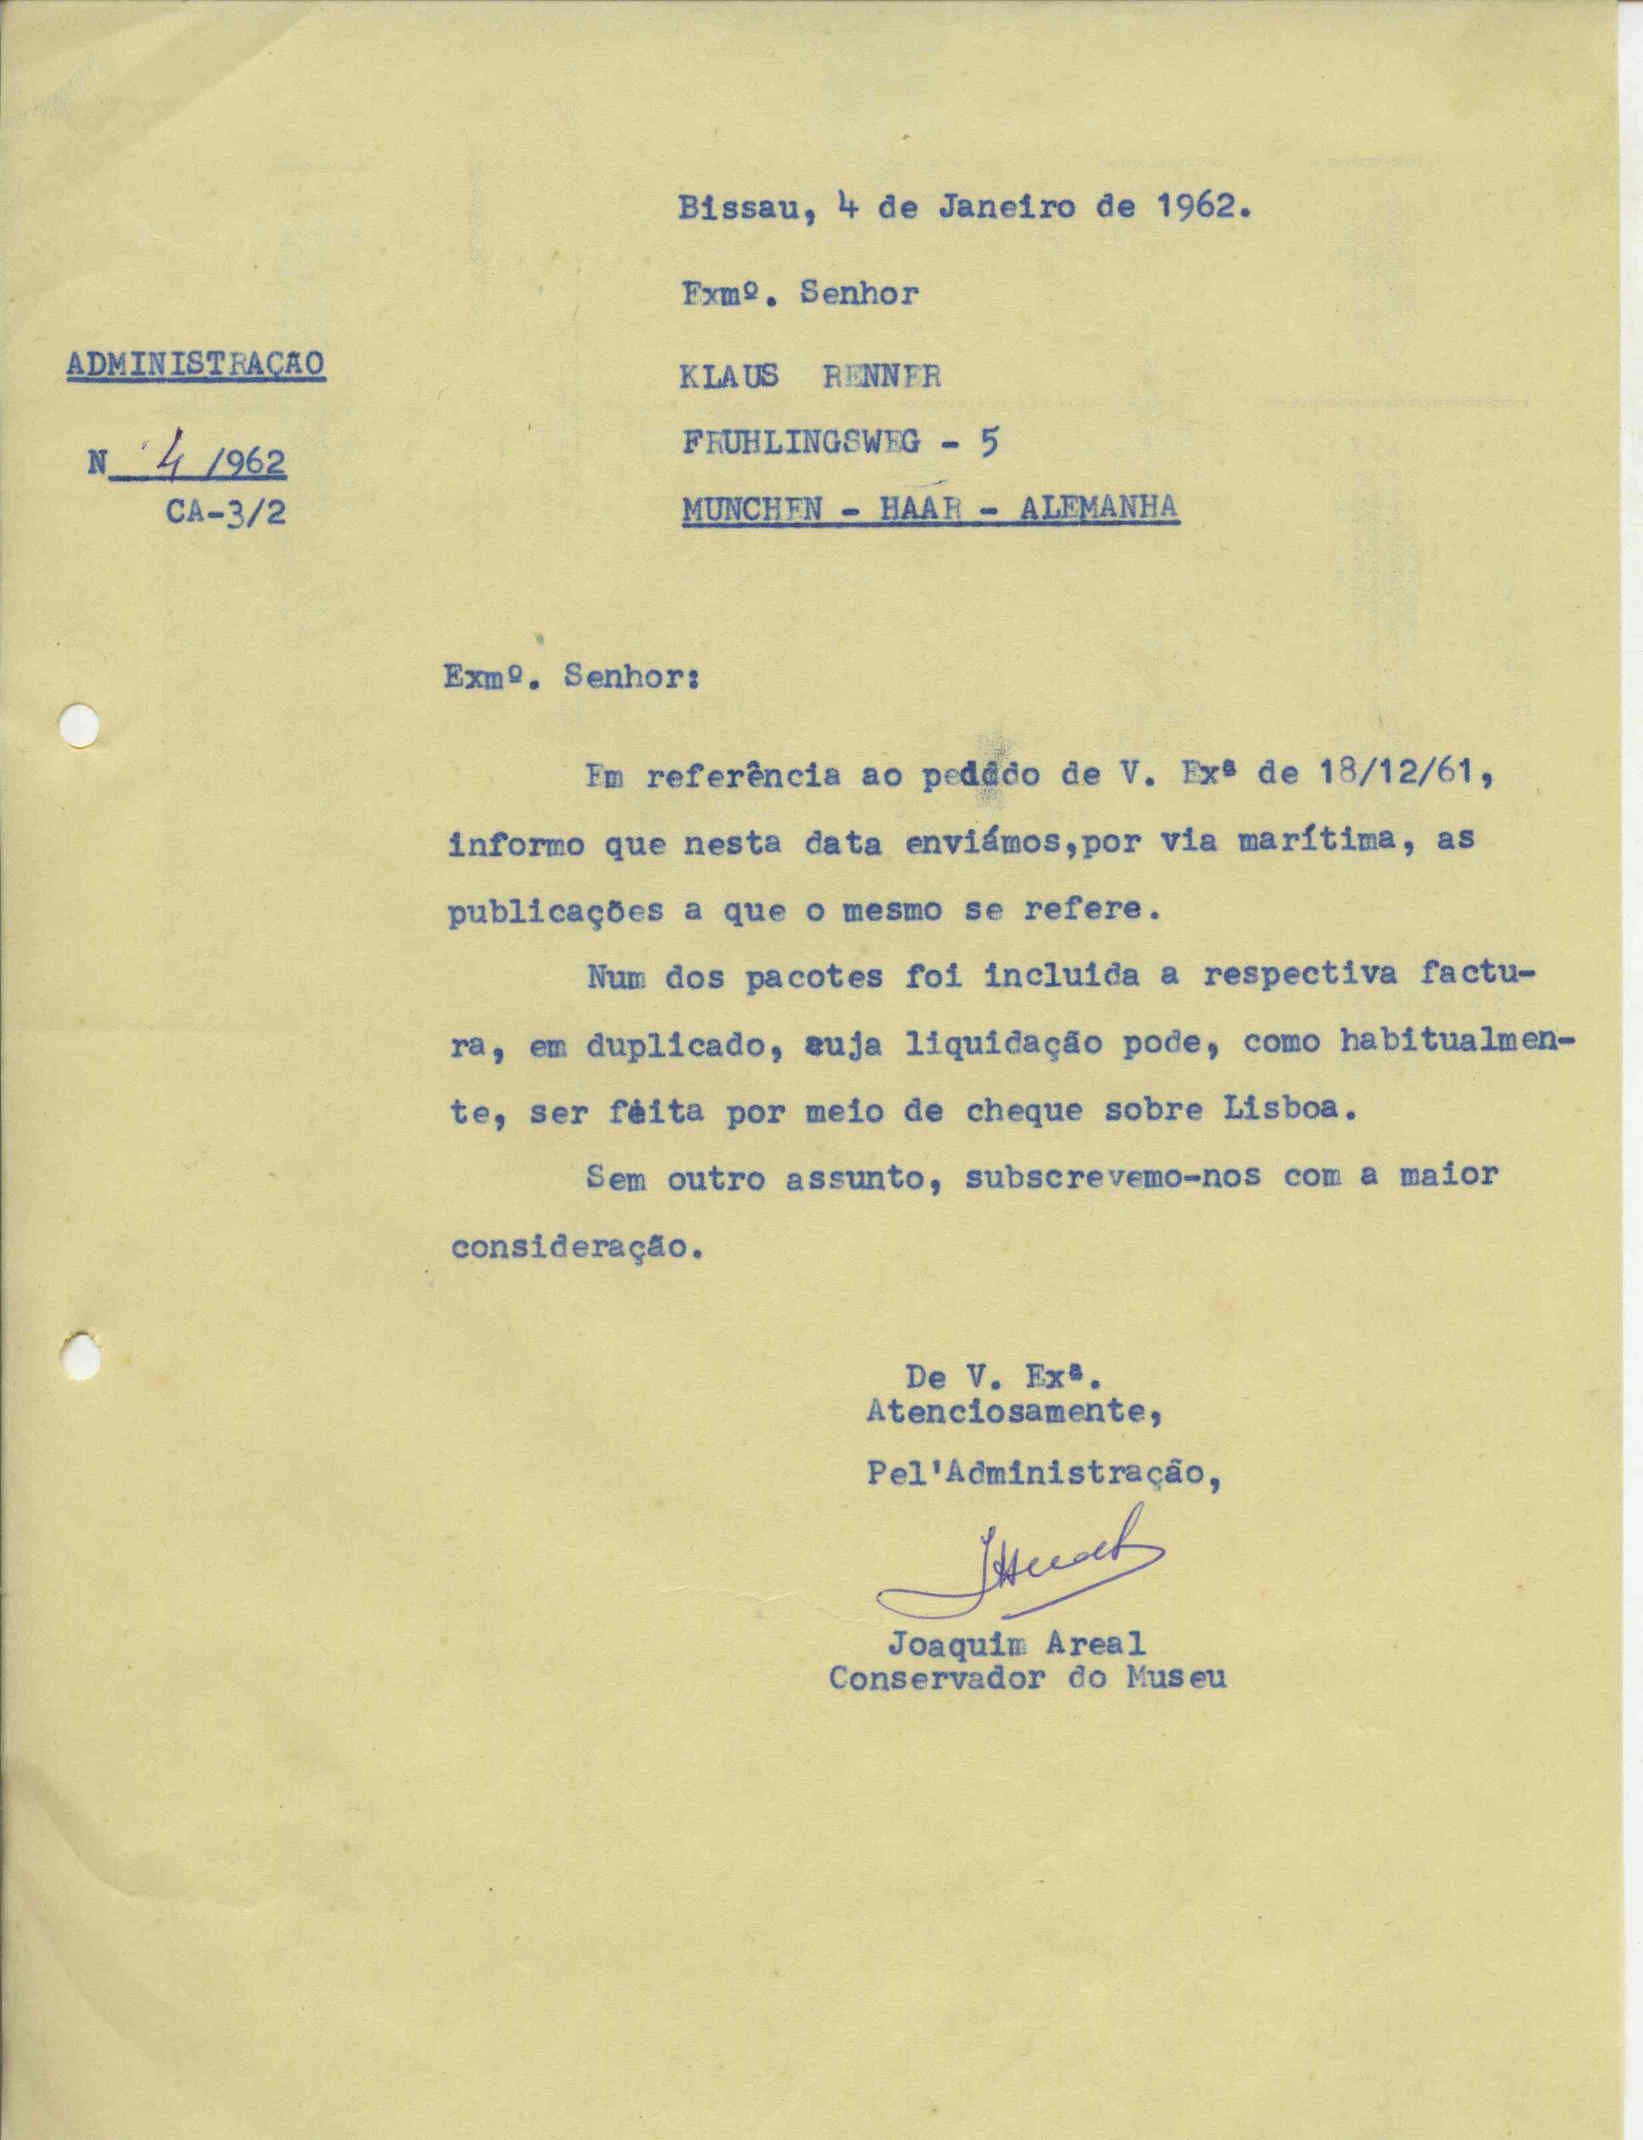 Bissau, 4 de Janeiro de 1962.
Exmº. Senhor
ADMINISTRAÇÃO
KLAUS RENNER
FRUHLINGSWEG - 5
N 4/962
CA-3/2
MUNCHEN - HAAR - ALEMANHA
Exmº. Senhor:
Em referência ao pedido de V. Exª de 18/12/61,
informo que nesta data enviámos,por via marítima, as
publicações a que o mesmo se refere.
Num dos pacotes foi incluida a respectiva factu-
ra, em duplicado, cuja liquidação pode, como habitualmen-
te, ser feita por meio de cheque sobre Lisboa.
Sem outro assunto, subscrevemo-nos com a maior
consideração.
De V. Exª.
Atenciosamente,
Pel'Administração,
Joaquim Areal
Conservador do Museu